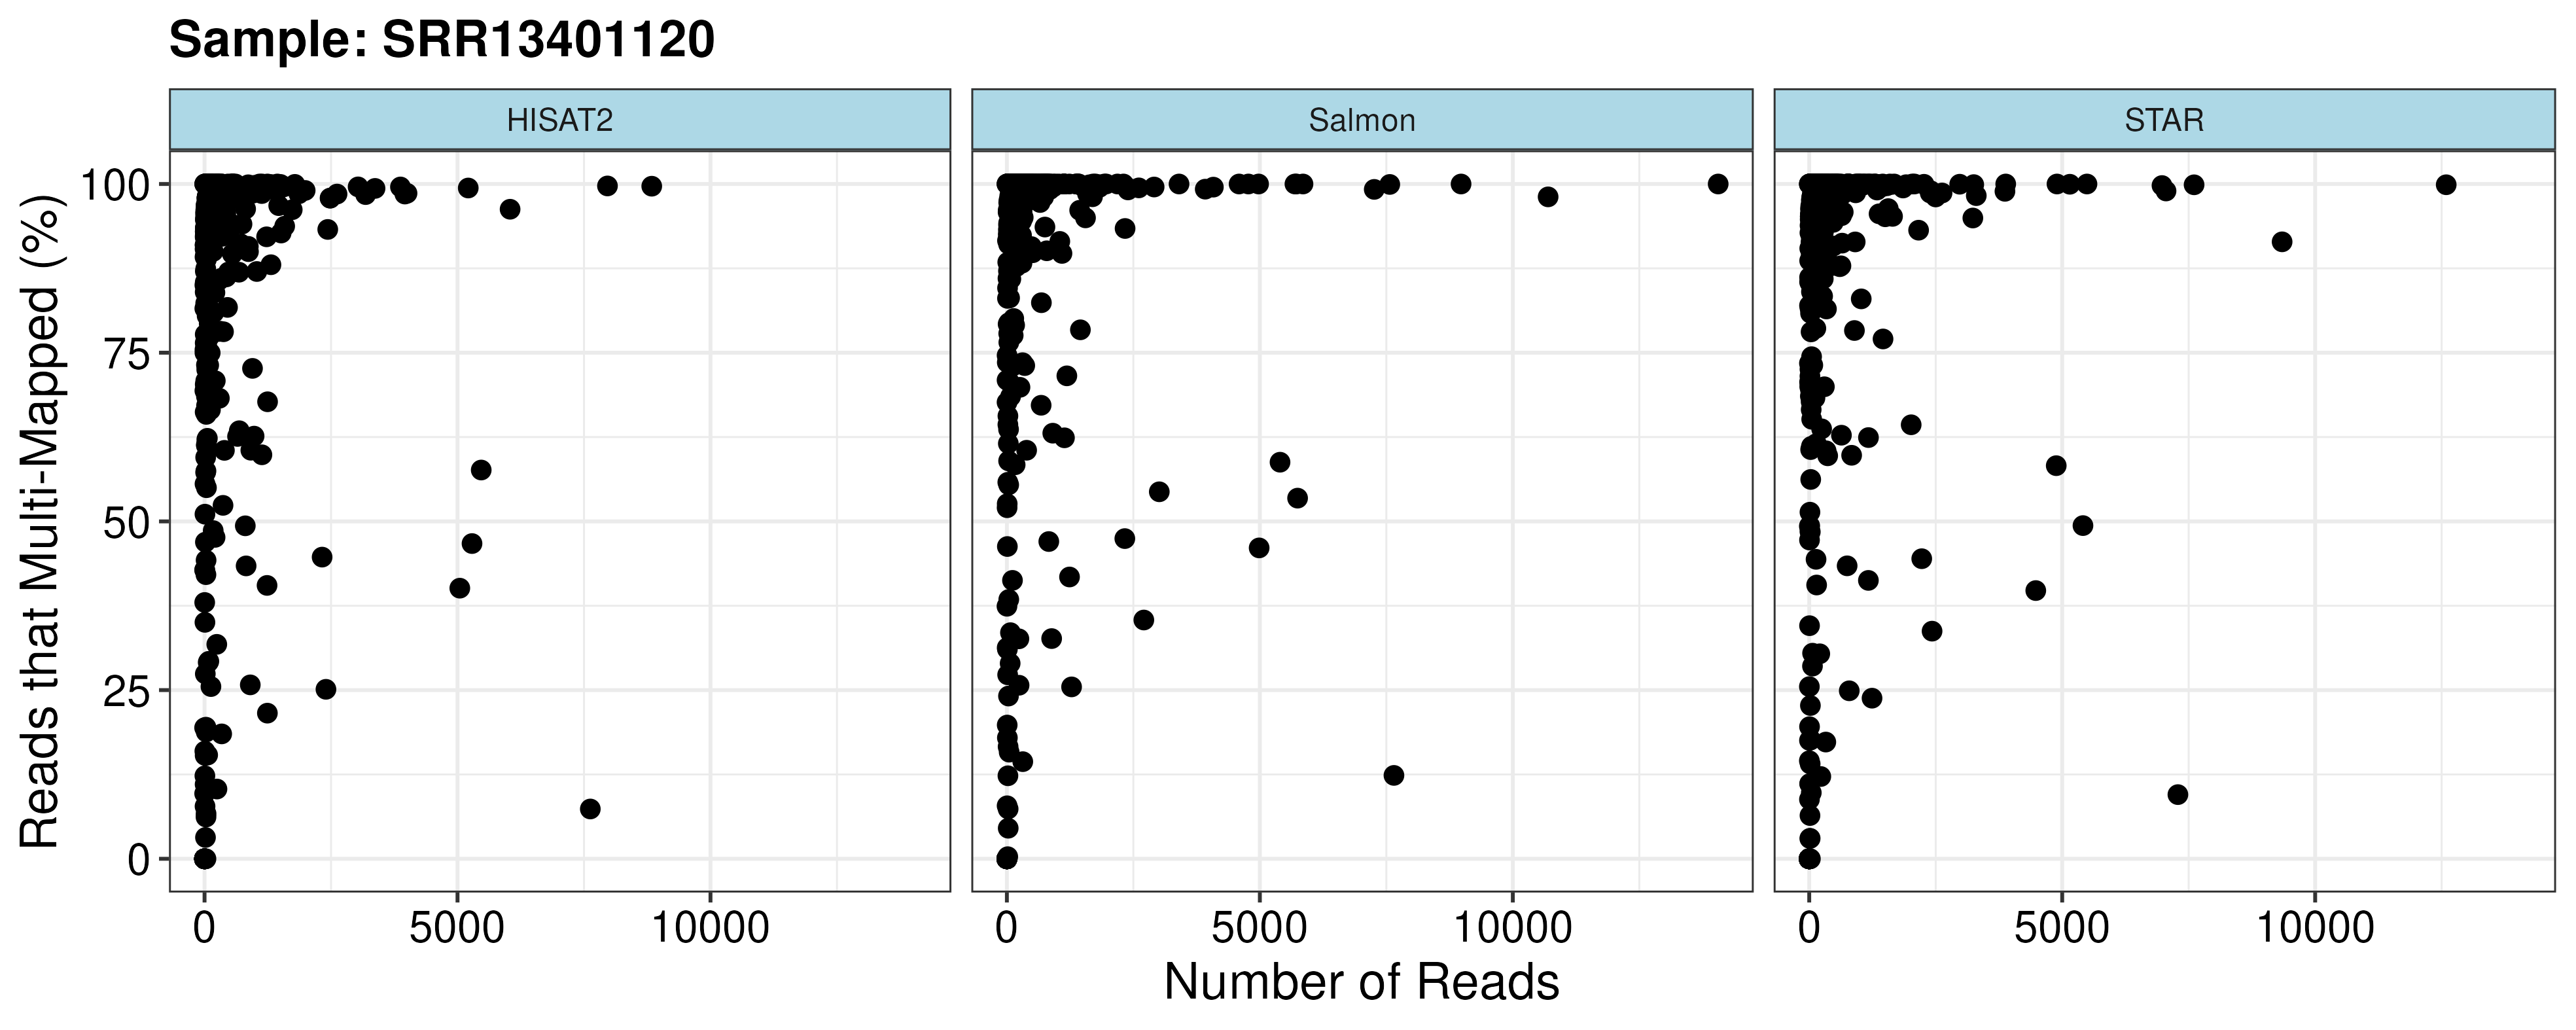 Sample: SRR13401120
HISAT2
Salmon
STAR
Reads that Multi-Mapped (%)
100
75
50
25
0
0 5000 10000
0 5000 10000
0 5000 10000
Number of Reads